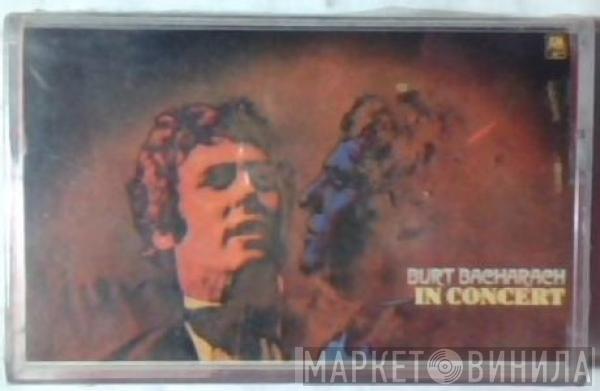 BURT BACHARACH
IN CONCERT
МАРКЕТ ВИНИЛА